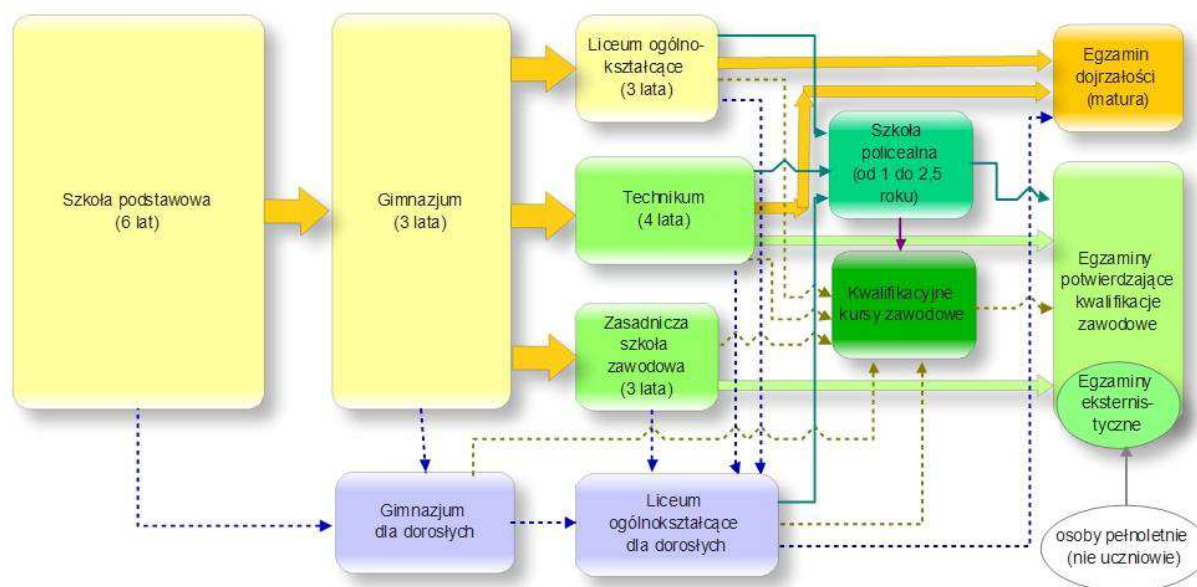 Szkoła podstawowa
(6 lat)
Gimnazjum
(3 lata)
Liceum ogólno-
kształcące
(3 lata)
Technikum
(4 lata)
Zasadnicza
szkoła
zawodowa
(3 lata)
Gimnazjum
dla dorosłych
Liceum
ogólnokształcące
dla dorosłych
Szkoła
policealna
(od 1 do 2,5
roku)
Kwalifikacyjne
kursy zawodowe
Egzamin
dojrzałości
(matura)
Egzaminy
potwierdzające
kwalifikacje
zawodowe
Egzaminy
eksternis-
tyczne
osoby pełnoletnie
(nie uczniowie)